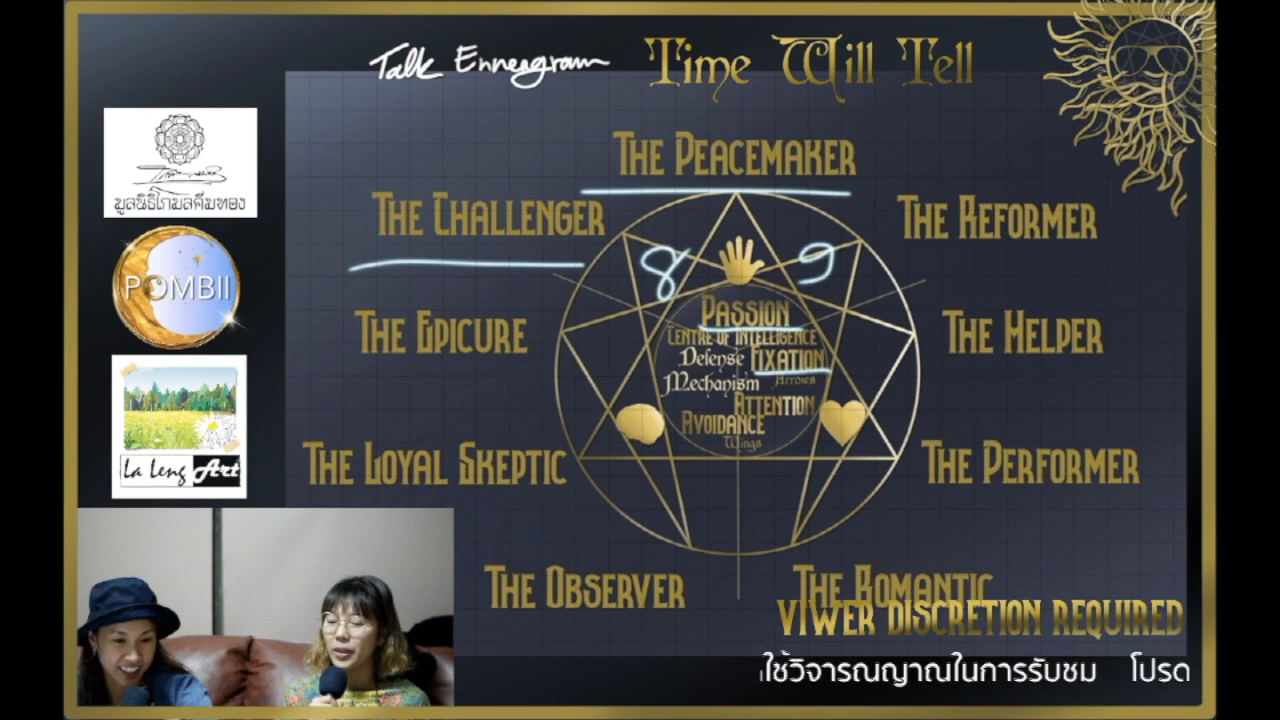 Talk Enneagram Time Will Tell
THE PEACEMAKER
THE CHALLENGER
THE REFORMER
8 9
THE EPICURE
THE HELPER
PASSION
CENTRE OF INTELLIGENCE
Defense FIXATION
Mechanism Arrows
ATTENTION
AVOIDANCE
Wings
THE LOYAL SKEPTIC
THE PERFORMER
THE OBSERVER
THE ROMANTIC
มูลนิธิโกมลคีมทอง
POMBII
La Leng Art
VIWER DISCRETION REQUIRED
ใช้วิจารณญาณในการรับชม โปรด